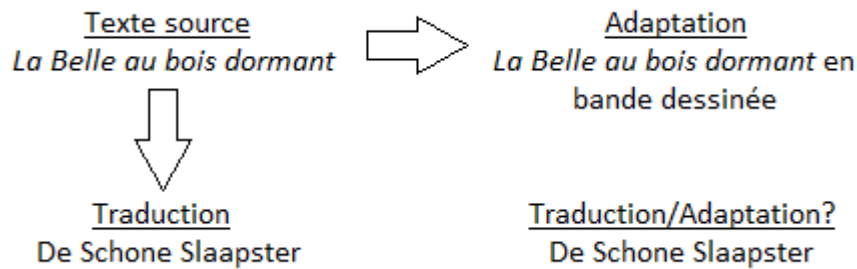 Texte source
La Belle au bois dormant
Adaptation
La Belle au bois dormant en
bande dessinée
Traduction
De Schone Slaapster
Traduction/Adaptation?
De Schone Slaapster